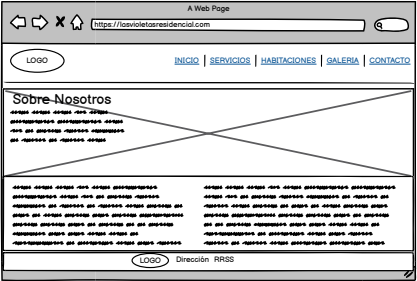 A Web Page
https://lasvioletasresidencial.com
LOGO
INICIO SERVICIOS HABITACIONES GALERIA CONTACTO
Sobre Nosotros
LOGO Dirección RRSS